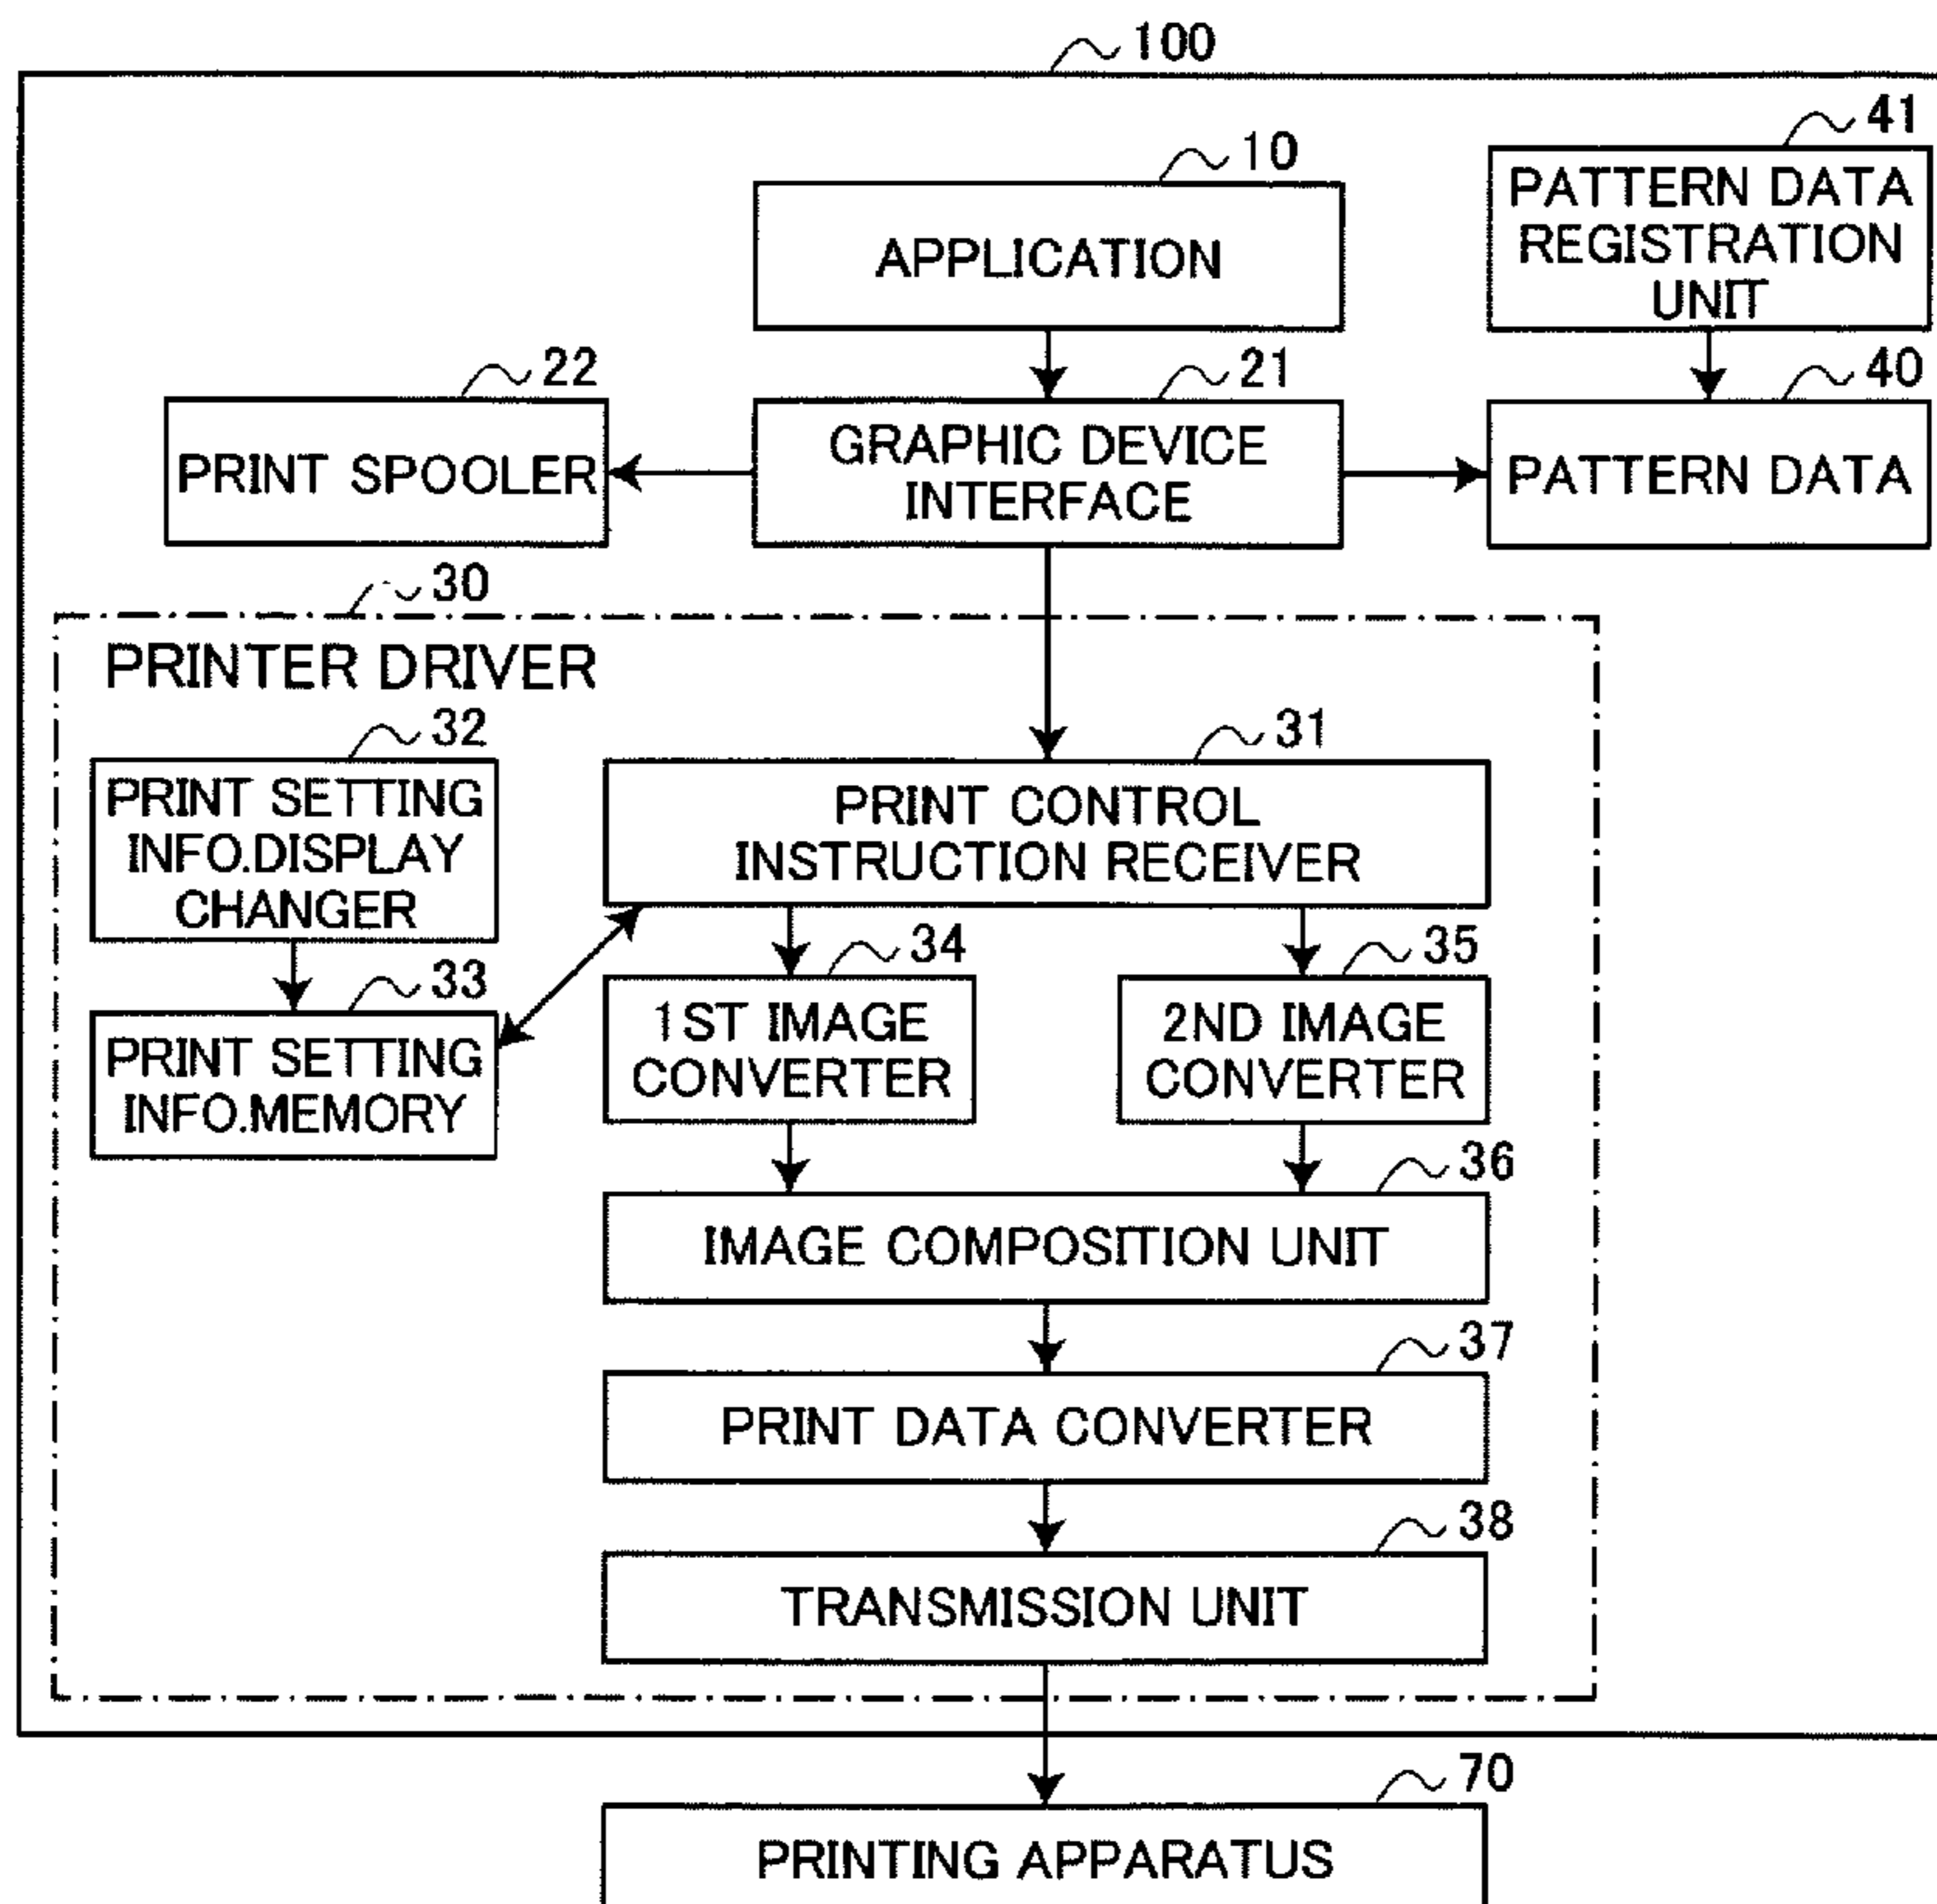 100
41
10
PATTERN DATA
REGISTRATION
UNIT
APPLICATION
22
21
40
PRINT SPOOLER
GRAPHIC DEVICE
INTERFACE
PATTERN DATA
30
PRINTER DRIVER
32
31
PRINT SETTING
INFO.DISPLAY
CHANGER
PRINT CONTROL
INSTRUCTION RECEIVER
33
34
35
PRINT SETTING
INFO.MEMORY
1ST IMAGE
CONVERTER
2ND IMAGE
CONVERTER
36
IMAGE COMPOSITION UNIT
37
PRINT DATA CONVERTER
38
TRANSMISSION UNIT
70
PRINTING APPARATUS